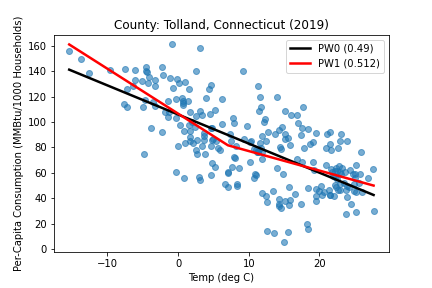 County: Tolland, Connecticut (2019)
Per-Capita Consumption (MMBtu/1000 Households)
160
140
120
100
80
60
40
20
0
PW0 (0.49)
PW1 (0.512)
−10
0
10
20
Temp (deg C)